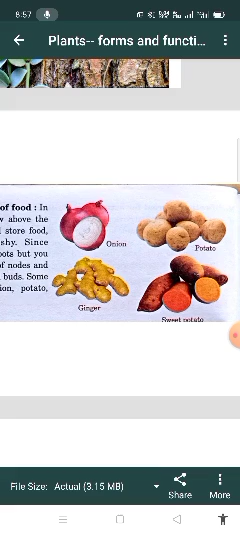 8:57
Plants-- forms and functi...
of food : In
w above the
store food,
shy. Since
oots but you
of nodes and
buds. Some
ion, potato,
Onion
Potato
Ginger
Sweet potato
File Size: Actual (3.15 MB)
Share
More